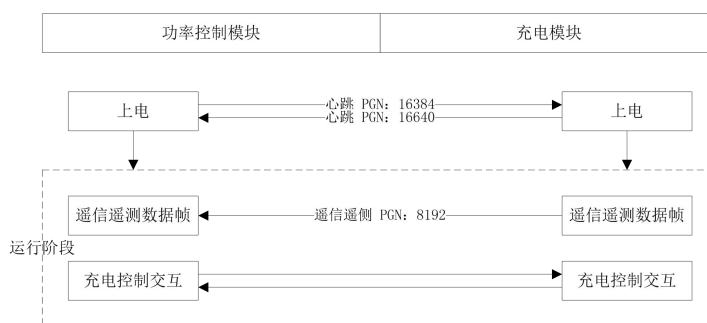 功率控制模块 充电模块
上电 心跳 PGN: 16384 上电
心跳 PGN: 16640
遥信遥测数据帧 遥信遥侧 PGN: 8192 遥信遥测数据帧
运行阶段
充电控制交互 充电控制交互